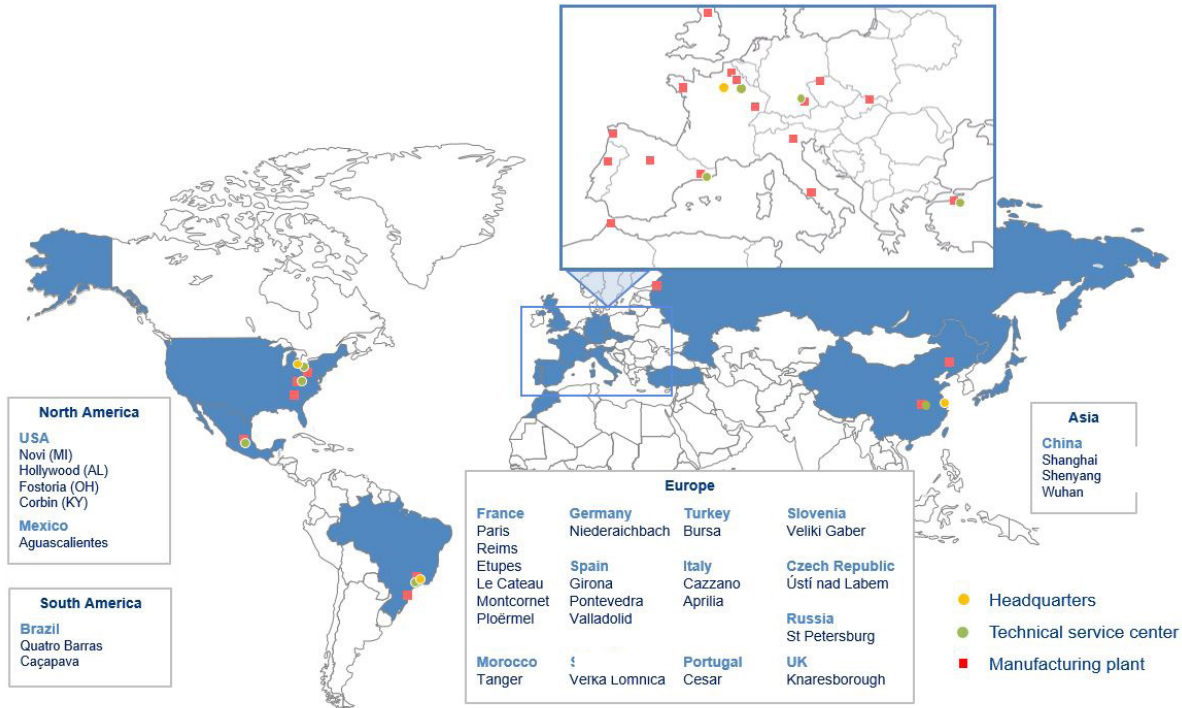 North America
USA
Novi (MI)
Hollywood (AL)
Fostoria (OH)
Corbin (KY)
Mexico
Aguascalientes
South America
Brazil
Quatro Barras
Caçapava
Europe
France
Paris
Reims
Etupes
Le Cateau
Montcornet
Ploërmel
Morocco
Tanger
Germany
Niederaichbach
Spain
Girona
Pontevedra
Valladolid
Verka Lomnica
Turkey
Bursa
Italy
Cazzano
Aprilia
Portugal
Cesar
Slovenia
Veliki Gaber
Czech Republic
Ústí nad Labem
Russia
St Petersburg
UK
Knaresborough
Asia
China
Shanghai
Shenyang
Wuhan
Headquarters
Technical service center
Manufacturing plant